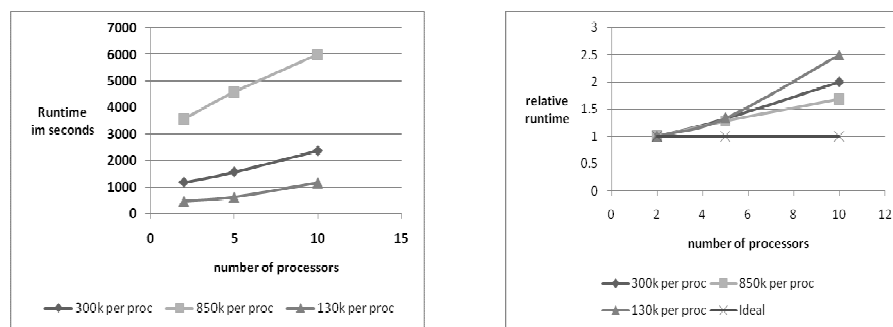 7000
6000
5000
4000
3000
2000
1000
0
Runtime
im seconds
0 5 10 15
number of processors
300k per proc 850k per proc 130k per proc
3
2.5
2
1.5
1
0.5
0
relative
runtime
0 2 4 6 8 10 12
number of processors
300k per proc 850k per proc
130k per proc Ideal